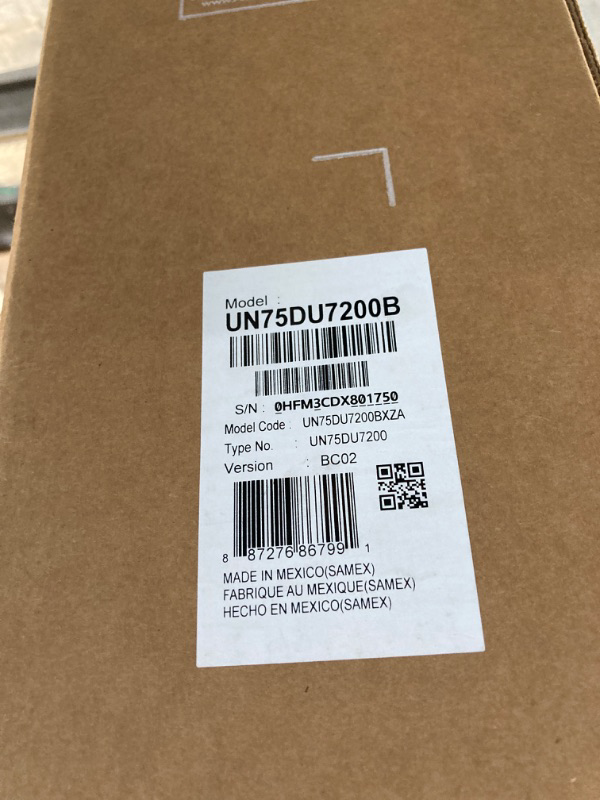 Model :
UN75DU7200B
S/N : 0HFM3CDX801750
Model Code : UN75DU7200BXZA
Type No. : UN75DU7200
Version : BC02
8 87276 86799 1
MADE IN MEXICO(SAMEX)
FABRIQUE AU MEXIQUE(SAMEX)
HECHO EN MEXICO(SAMEX)